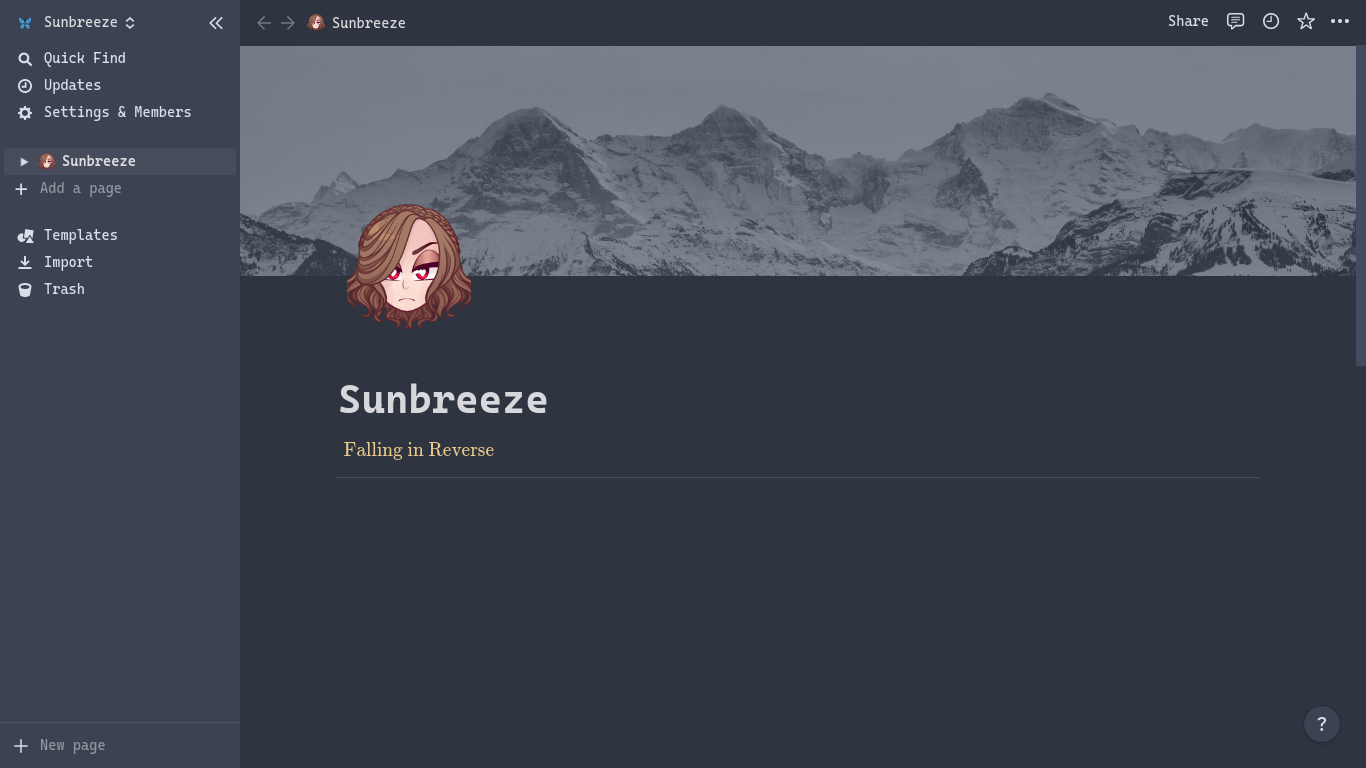 Sunbreeze
Quick Find
Updates
Settings & Members
Sunbreeze
Add a page
Templates
Import
Trash
New page
Sunbreeze
Share
Sunbreeze
Falling in Reverse
?